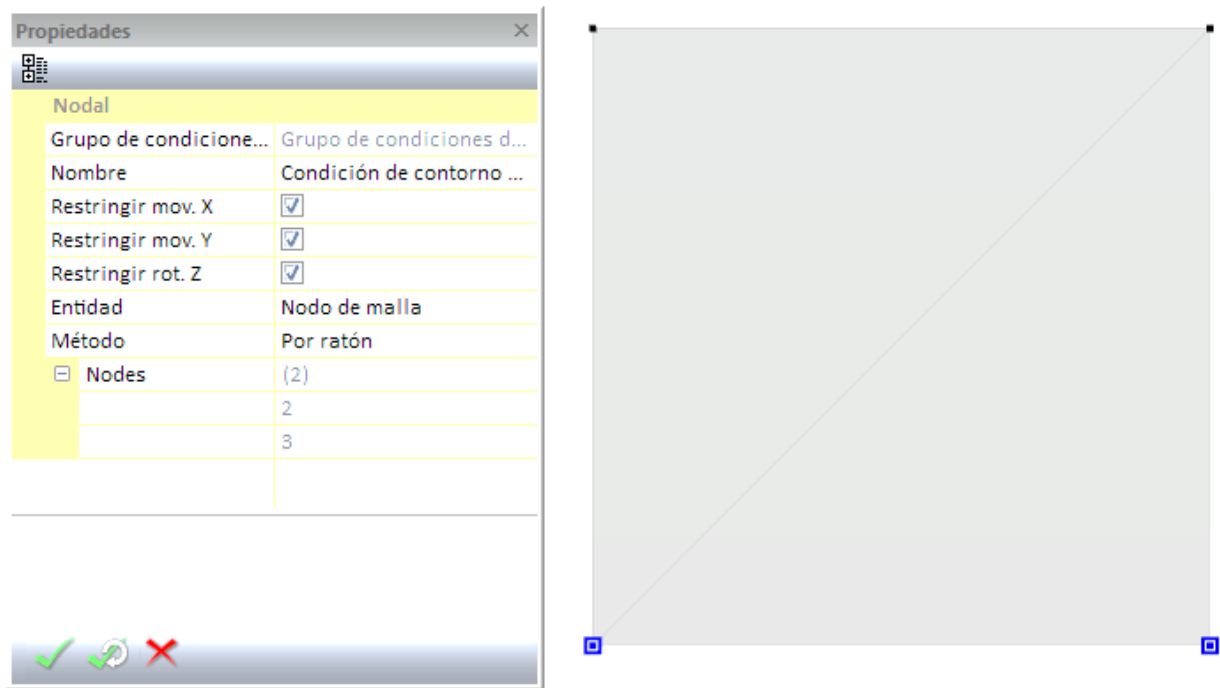 Propiedades
Nodal
Grupo de condicione... Grupo de condiciones d...
Nombre Condición de contorno ...
Restringir mov. X
Restringir mov. Y
Restringir rot. Z
Entidad Nodo de malla
Método Por ratón
Nodes (2)
2
3